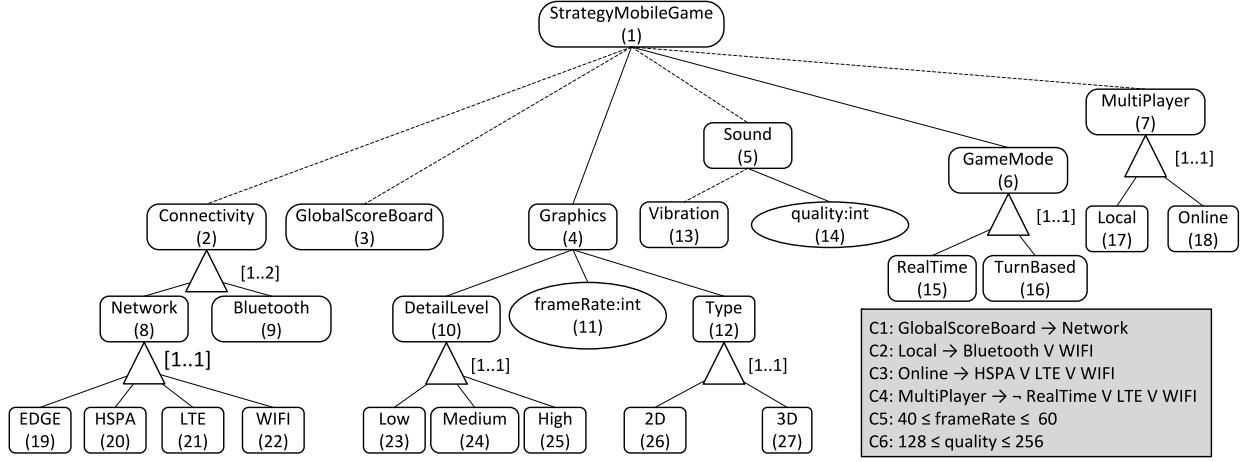 StrategyMobileGame
(1)
MultiPlayer
(7)
Sound
(5)
[1..1]
GameMode
(6)
Connectivity
(2)
GlobalScoreBoard
(3)
Graphics
(4)
Vibration
(13)
quality:int
(14)
[1..1]
Local
(17)
Online
(18)
[1..2]
RealTime
(15)
TurnBased
(16)
Network
(8)
Bluetooth
(9)
DetailLevel
(10)
frameRate:int
(11)
Type
(12)
[1..1]
[1..1]
[1..1]
EDGE
(19)
HSPA
(20)
LTE
(21)
WIFI
(22)
Low
(23)
Medium
(24)
High
(25)
2D
(26)
3D
(27)
C1: GlobalScoreBoard → Network
C2: Local → Bluetooth V WIFI
C3: Online → HSPA V LTE V WIFI
C4: MultiPlayer → ¬ RealTime V LTE V WIFI
C5: 40 ≤ frameRate ≤ 60
C6: 128 ≤ quality ≤ 256